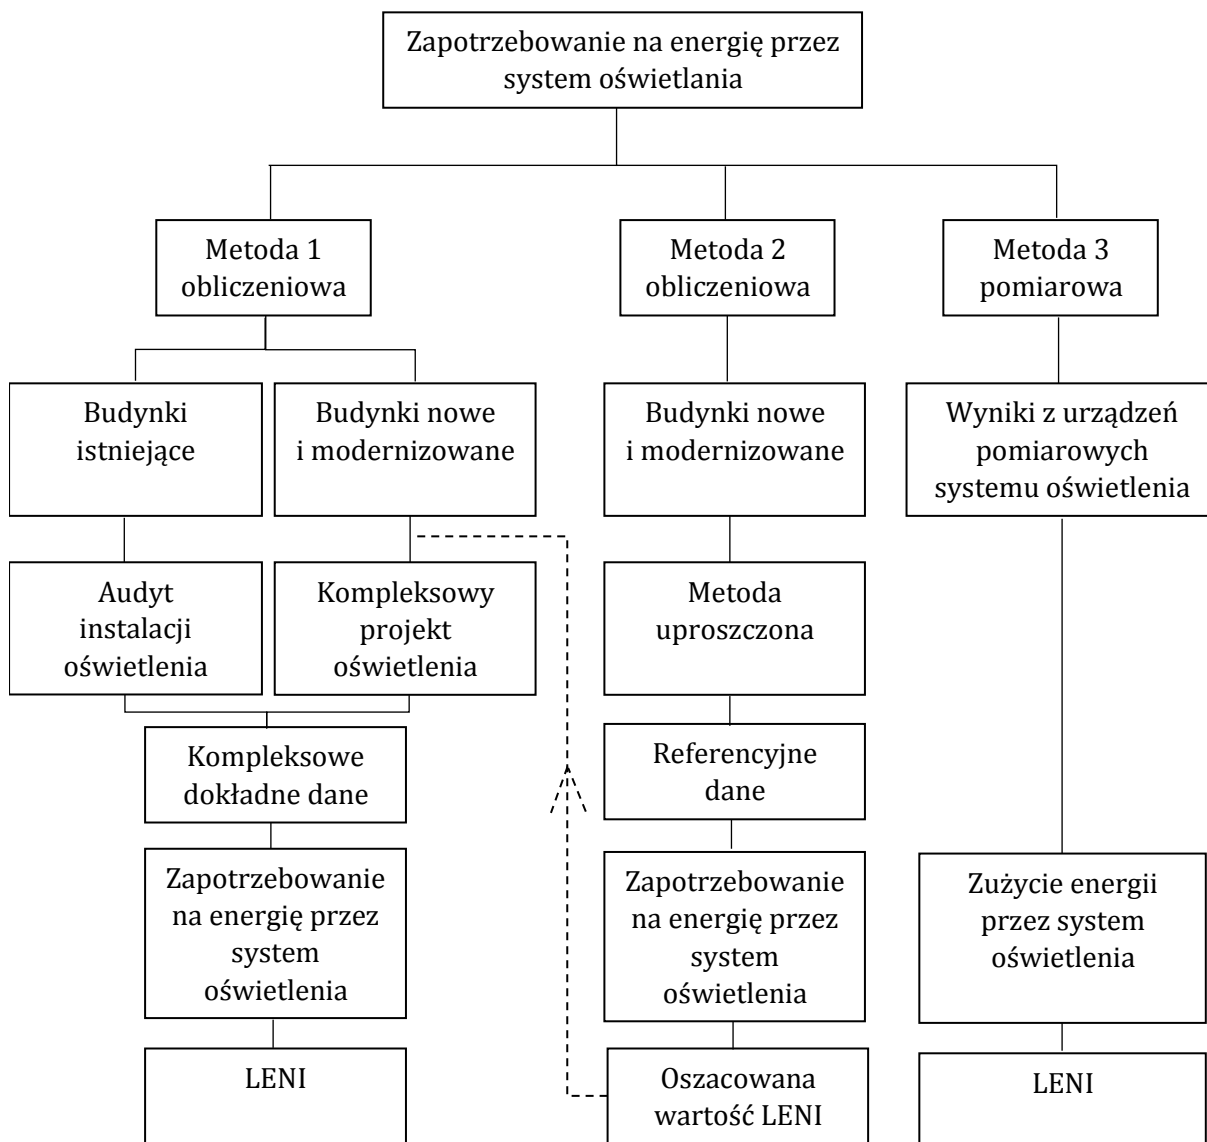 Zapotrzebowanie na energię przez
system oświetlania
Metoda 1
obliczeniowa
Metoda 2
obliczeniowa
Metoda 3
pomiarowa
Budynki
istniejące
Budynki nowe
i modernizowane
Budynki nowe
i modernizowane
Wyniki z urządzeń
pomiarowych
systemu oświetlenia
Audyt
instalacji
oświetlenia
Kompleksowy
projekt
oświetlenia
Metoda
uproszczona
Kompleksowe
dokładne dane
Referencyjne
dane
Zapotrzebowanie
na energię przez
system
oświetlenia
Zapotrzebowanie
na energię przez
system
oświetlenia
Zużycie energii
przez system
oświetlenia
LENI
Oszacowana
wartość LENI
LENI